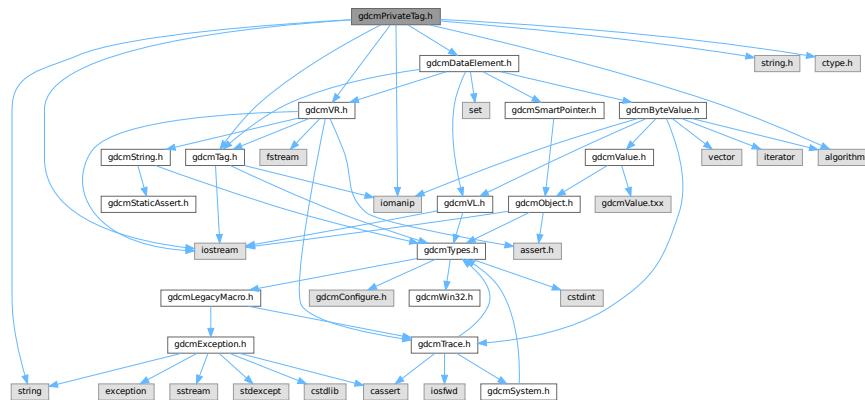 gdcmPrivateTag.h
gdcmDataElement.h
string.h
ctype.h
gdcmVR.h
set
gdcmSmartPointer.h
gdcmByteValue.h
gdcmString.h
gdcmTag.h
fstream
gdcmValue.h
vector
iterator
algorithm
gdcmStaticAssert.h
iomanip
gdcmVL.h
gdcmObject.h
gdcmValue.txx
iostream
gdcmTypes.h
assert.h
gdcmLegacyMacro.h
gdcmConfigure.h
gdcmWin32.h
cstdint
gdcmException.h
gdcmTrace.h
string
exception
sstream
stdexcept
cstdlib
cassert
iosfwd
gdcmSystem.h